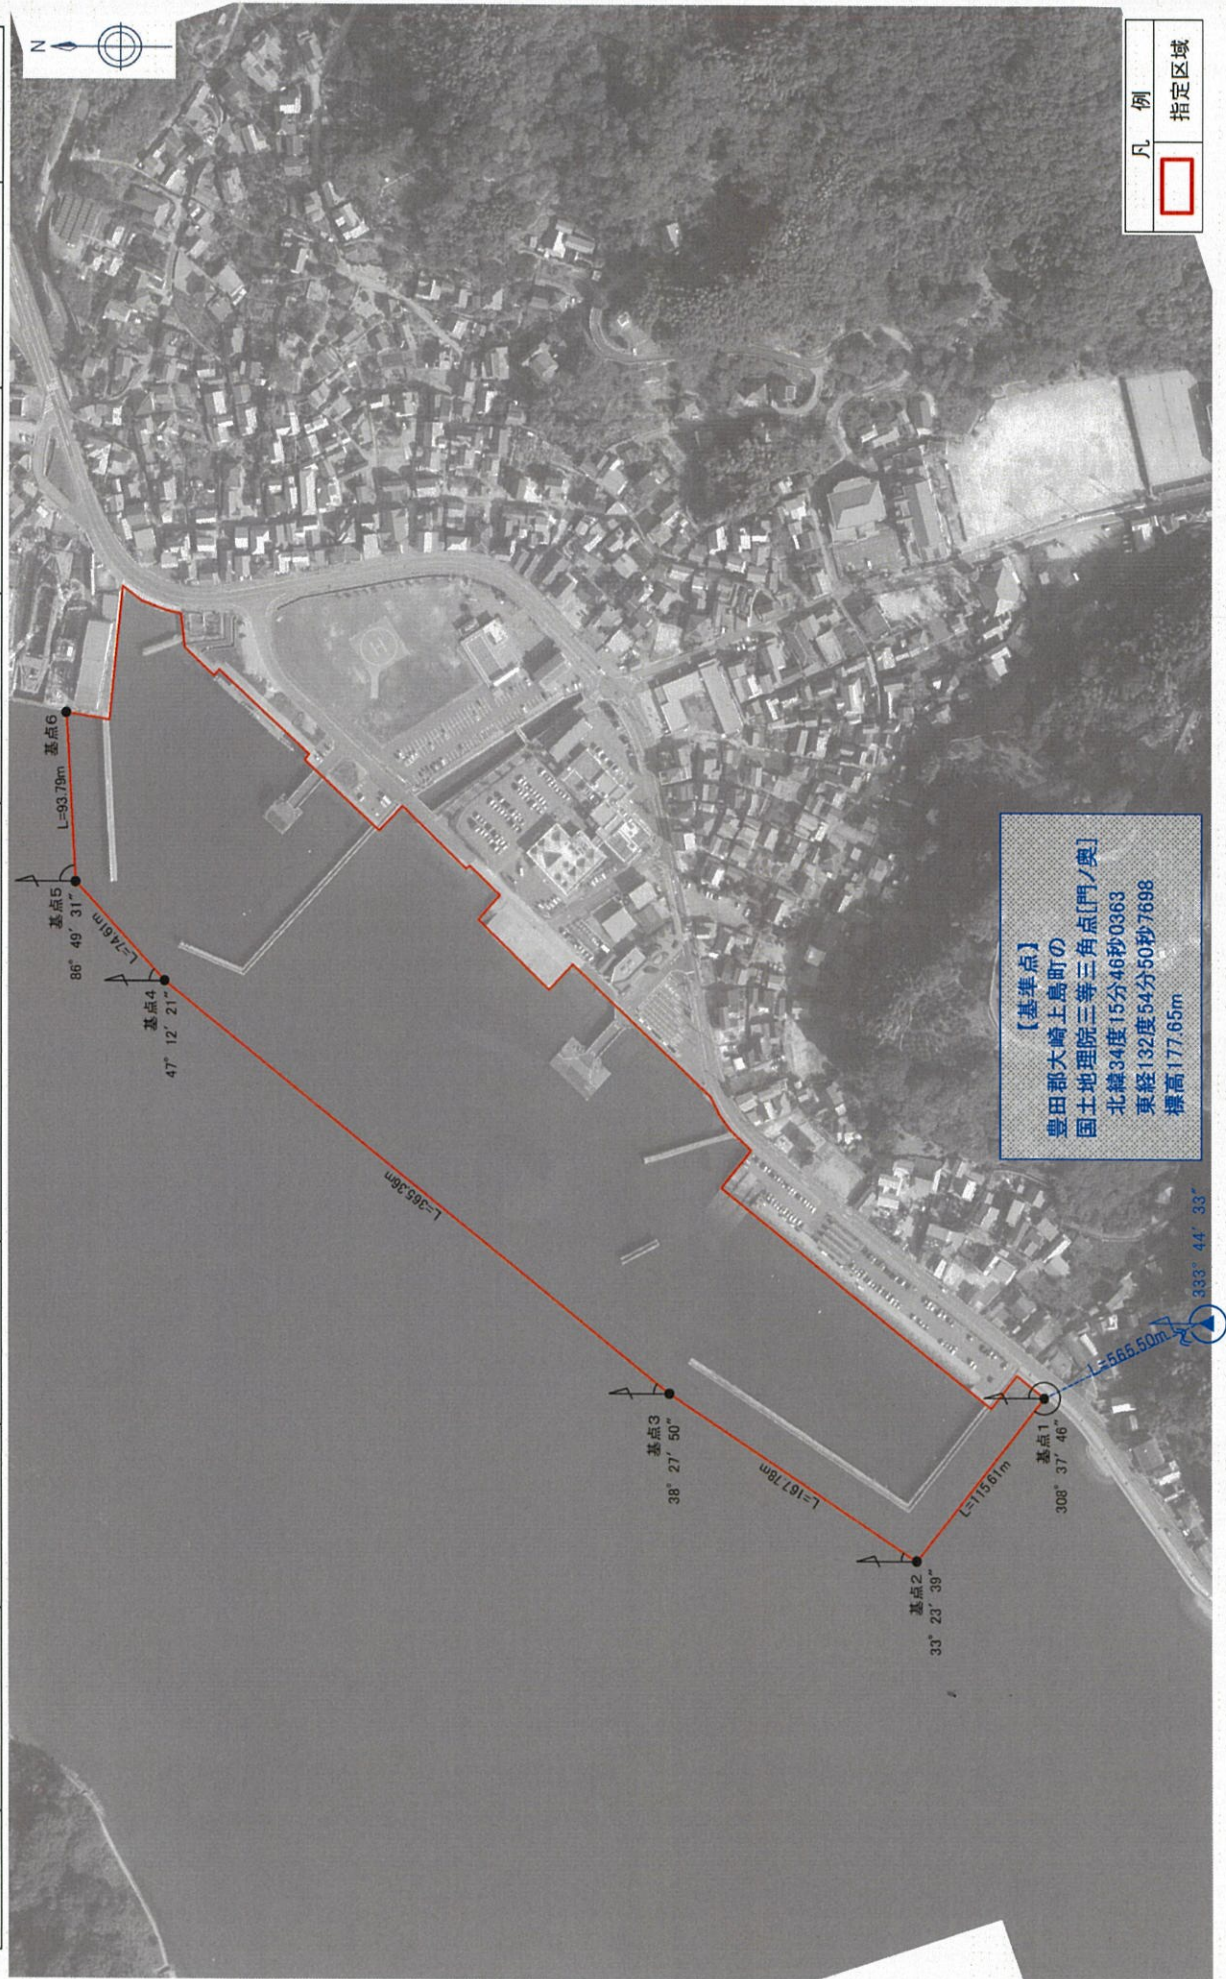 N
凡 例
指定区域
基点6
L=93.79m
基点5
86° 49′ 31″
L=74.61m
基点4
47° 12′ 21″
L=365.36m
基点3
38° 27′ 50″
L=167.78m
基点2
33° 23′ 39″
L=115.61m
基点1
308° 37′ 46″
L=565.50m
333° 44′ 33″
【基準点】
豊田郡大崎上島町の
国土地理院三等三角点[門ノ奥]
北緯34度15分46秒0363
東経132度54分50秒7698
標高177.65m